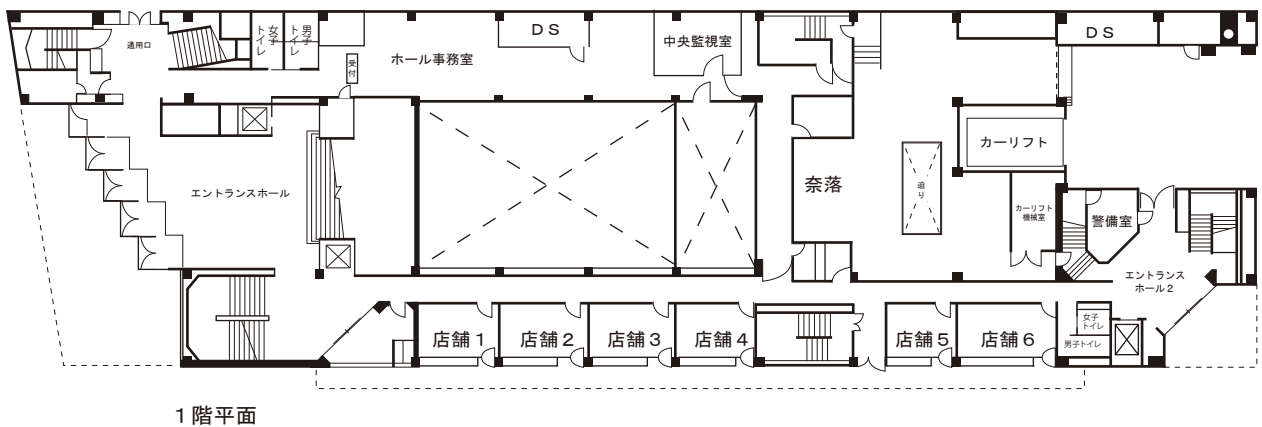 通用口
女子
トイレ
男子
トイレ
受付
ホール事務室
DS
中央監視室
DS
エントランスホール
奈落
迫り
カーリフト
カーリフト
機械室
警備室
エントランス
ホール2
店舗1
店舗2
店舗3
店舗4
店舗5
店舗6
女子
トイレ
男子トイレ
1階平面